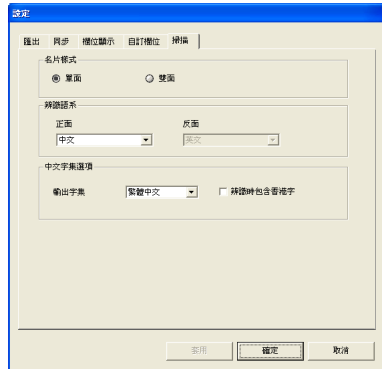 設定
匯出 同步 欄位顯示 自訂欄位 掃描
名片樣式
單面 雙面
辨識語系
正面 反面
中文 英文
中文字集選項
輸出字集 繁體中文 辨識時包含香港字
套用 確定 取消